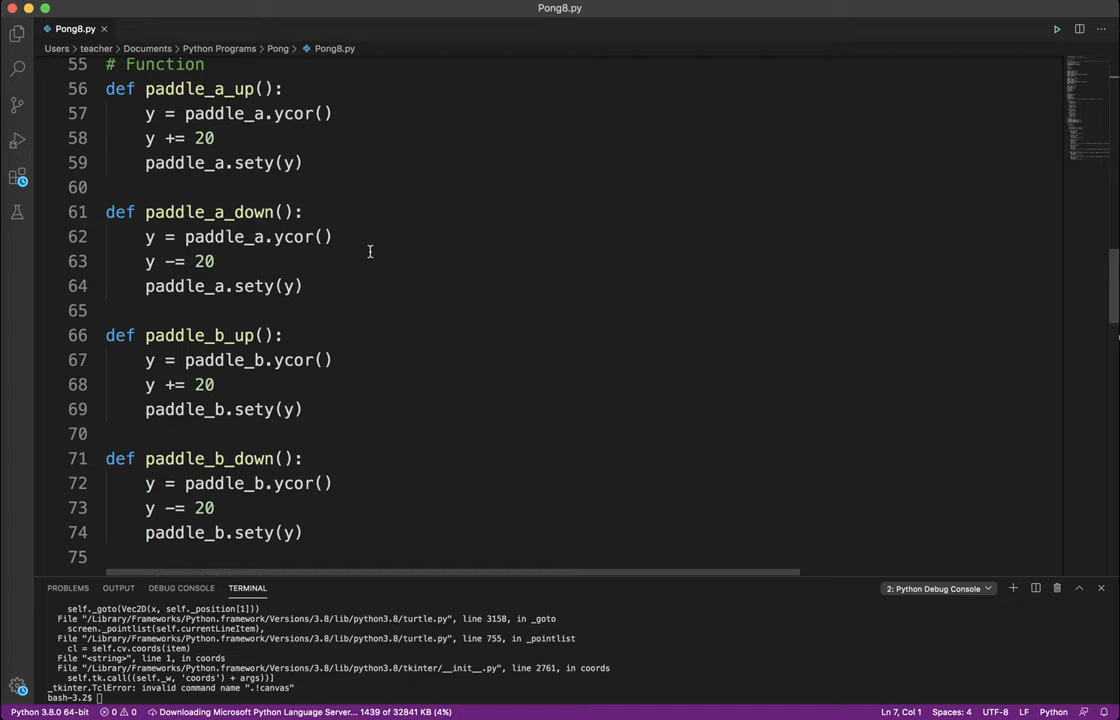 Pong8.py
Pong8.py
Users > teacher > Documents > Python Programs > Pong > Pong8.py
55 # Function
56 def paddle_a_up():
57 y = paddle_a.ycor()
58 y += 20
59 paddle_a.sety(y)
60
61 def paddle_a_down():
62 y = paddle_a.ycor()
63 y -= 20
64 paddle_a.sety(y)
65
66 def paddle_b_up():
67 y = paddle_b.ycor()
68 y += 20
69 paddle_b.sety(y)
70
71 def paddle_b_down():
72 y = paddle_b.ycor()
73 y -= 20
74 paddle_b.sety(y)
75
PROBLEMS OUTPUT DEBUG CONSOLE TERMINAL 2: Python Debug Console
self._goto(Vec2D(x, self._position[1]))
File "/Library/Frameworks/Python.framework/Versions/3.8/lib/python3.8/turtle.py", line 3158, in _goto
screen._pointlist(self.currentLineItem),
File "/Library/Frameworks/Python.framework/Versions/3.8/lib/python3.8/turtle.py", line 755, in _pointlist
cl = self.cv.coords(item)
File "<string>", line 1, in coords
File "/Library/Frameworks/Python.framework/Versions/3.8/lib/python3.8/tkinter/__init__.py", line 2761, in coords
self.tk.call((self._w, 'coords') + args))]
_tkinter.TclError: invalid command name ".!canvas"
bash-3.2$
Python 3.8.0 64-bit 0 0 Downloading Microsoft Python Language Server... 1439 of 32841 KB (4%) Ln 7, Col 1 Spaces: 4 UTF-8 LF Python